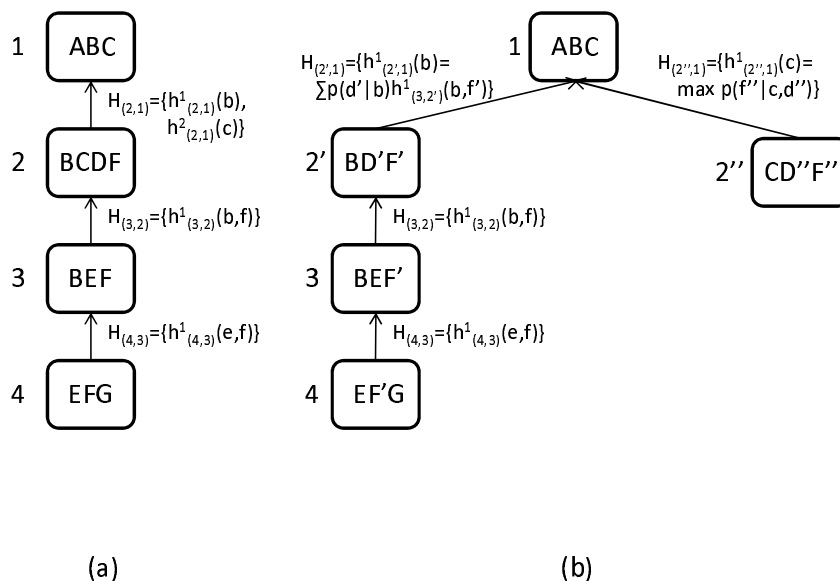 1
ABC
H(2,1)={h¹(2,1)(b),
h²(2,1)(c)}
2
BCDF
H(3,2)={h¹(3,2)(b,f)}
3
BEF
H(4,3)={h¹(4,3)(e,f)}
4
EFG
(a)
1
ABC
H(2',1)={h¹(2',1)(b)=
∑p(d'|b)h¹(3,2')(b,f')}
H(2'',1)={h¹(2'',1)(c)=
max p(f''|c,d'')}
2'
BD'F'
2''
CD''F''
H(3,2)={h¹(3,2)(b,f)}
3
BEF'
H(4,3)={h¹(4,3)(e,f)}
4
EF'G
(b)